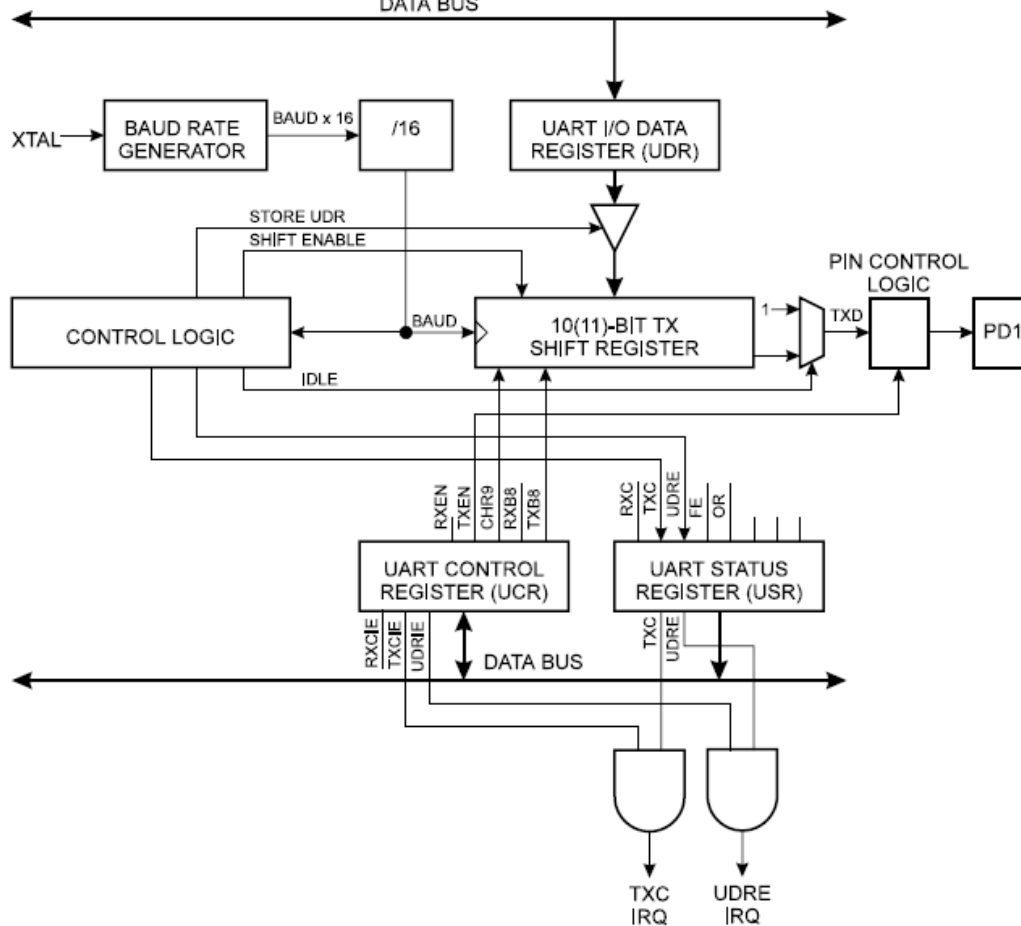 DATA BUS
XTAL
BAUD RATE
GENERATOR
BAUD x 16
/16
UART I/O DATA
REGISTER (UDR)
STORE UDR
SHIFT ENABLE
PIN CONTROL
LOGIC
CONTROL LOGIC
BAUD
10(11)-BIT TX
SHIFT REGISTER
1
TXD
PD1
IDLE
RXEN
TXEN
CHR9
RXB8
TXB8
RXC
TXC
UDRE
FE
OR
UART CONTROL
REGISTER (UCR)
UART STATUS
REGISTER (USR)
RXCIE
TXCIE
UDRIE
TXC
UDRE
DATA BUS
TXC
IRQ
UDRE
IRQ